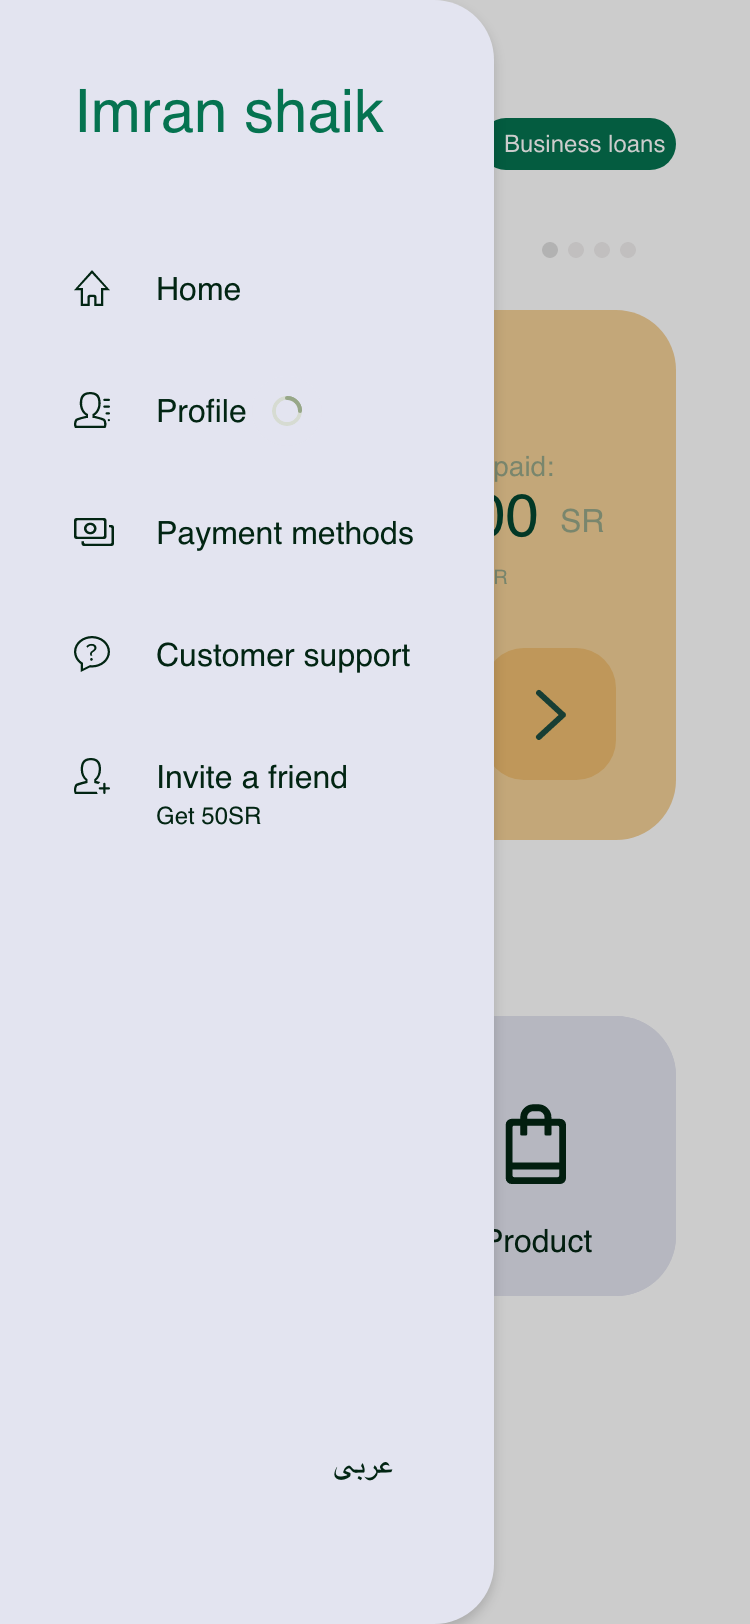 Imran shaik
Business loans
Home
Profile
paid:
Payment methods
00 SR
R
Customer support
Invite a friend
Get 50SR
Product
عربى